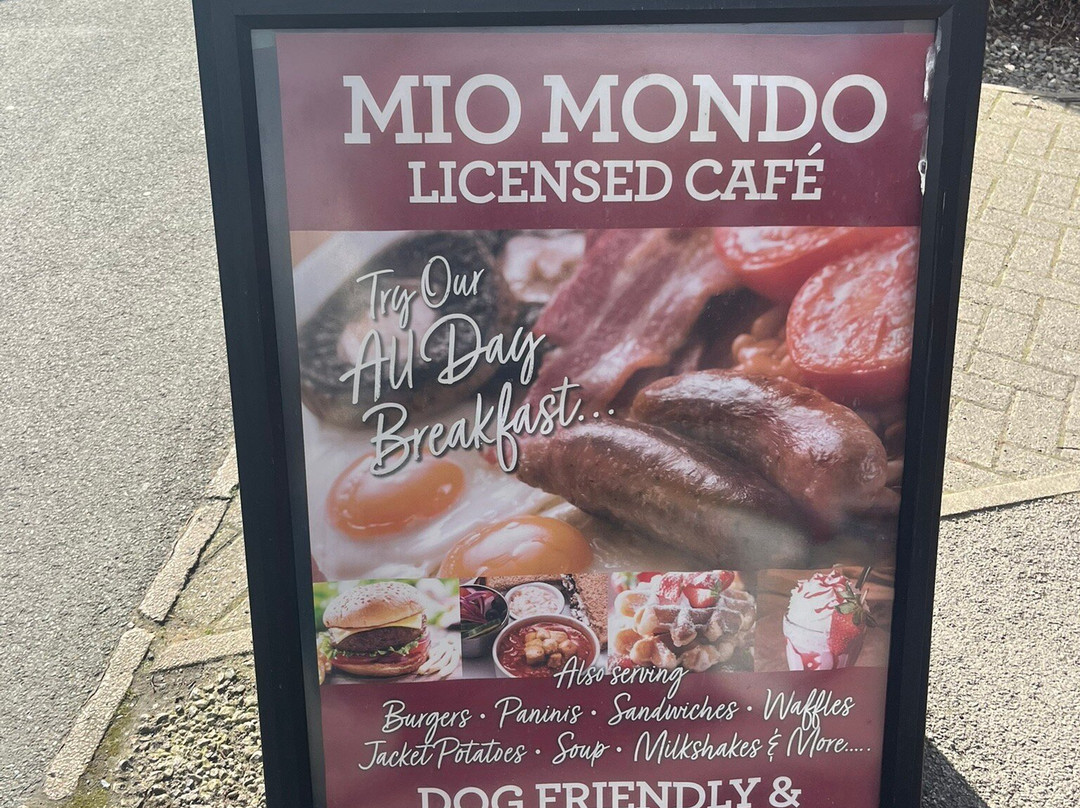 MIO MONDO
LICENSED CAFÉ
Try Our
All Day
Breakfast...
Also serving
Burgers • Paninis • Sandwiches • Waffles
Jacket Potatoes • Soup • Milkshakes & More.....
DOG FRIENDLY &